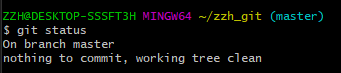 ZZH@DESKTOP-SSSFT3H MINGW64 ~/zzh_git (master)
$ git status
On branch master
nothing to commit, working tree clean